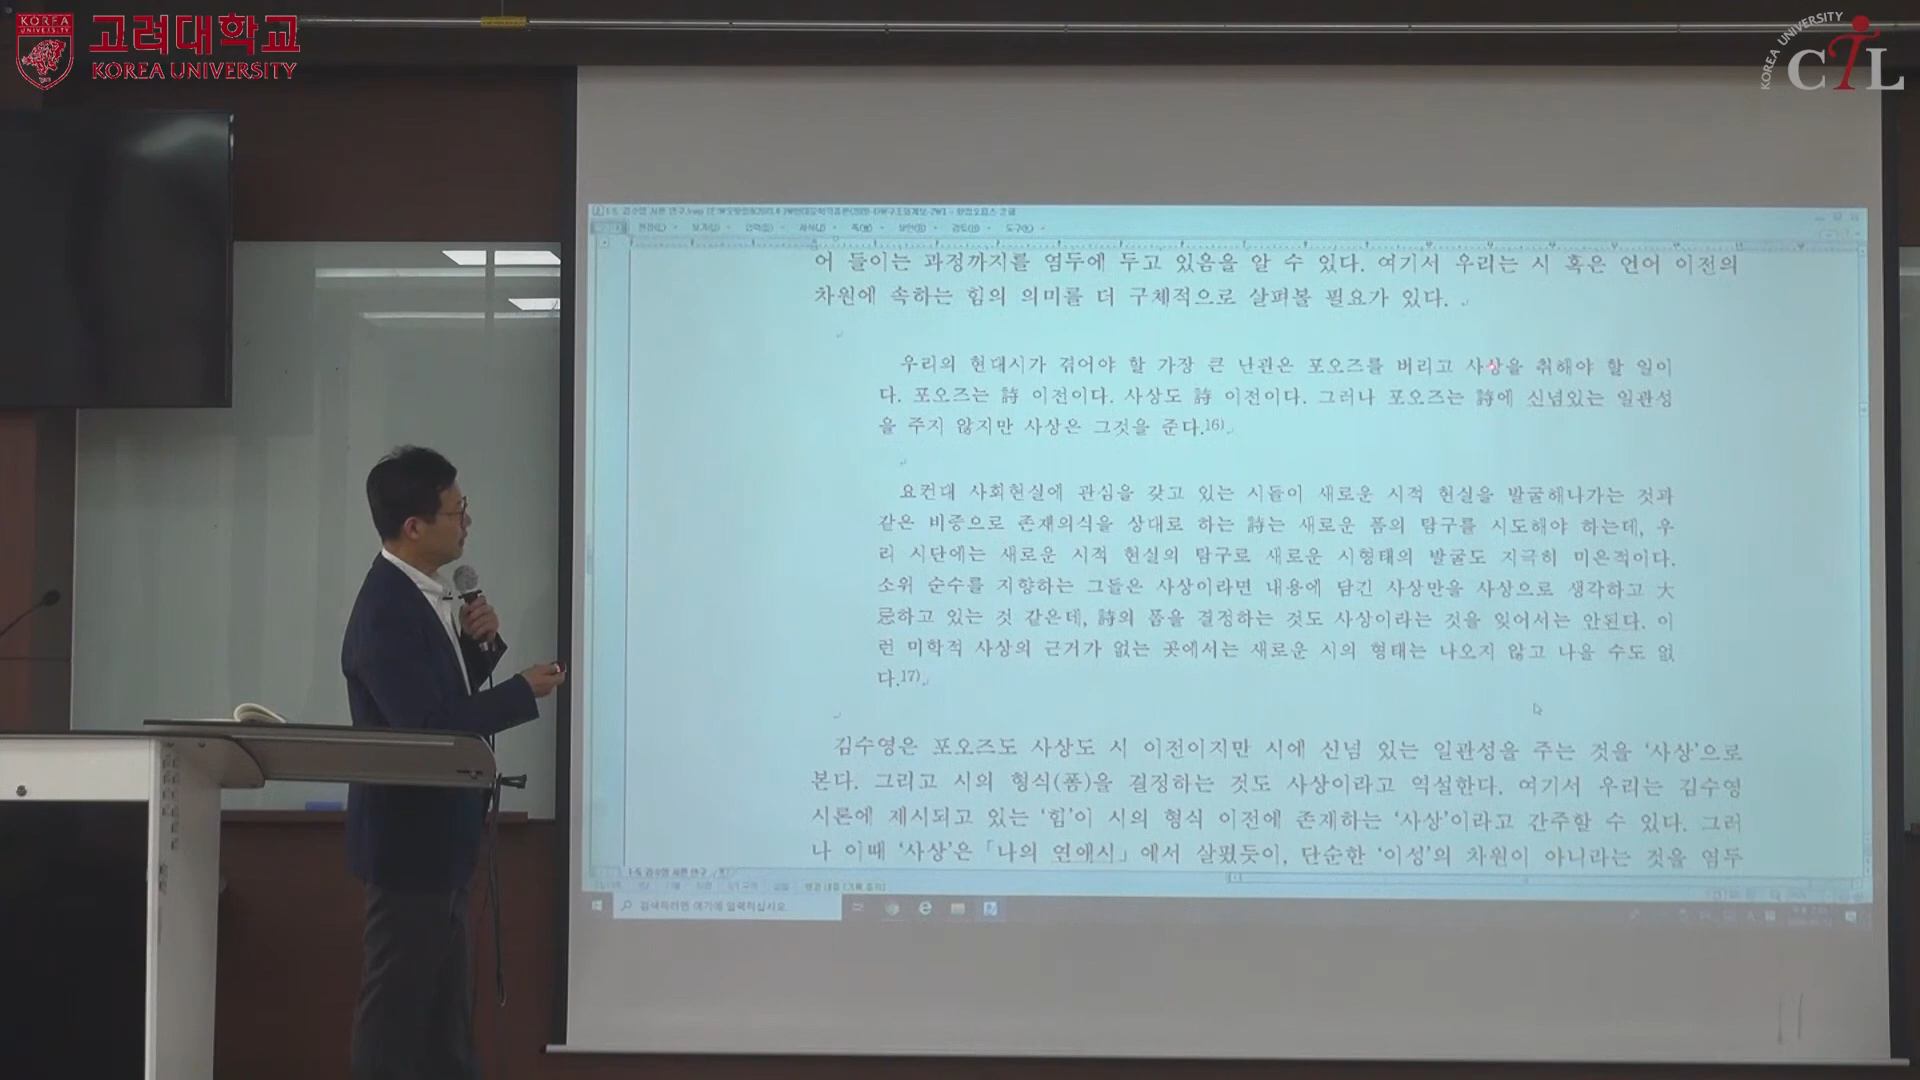 KOREA UNIVERSITY
고려대학교
KOREA UNIVERSITY
KOREA UNIVERSITY
CTL
어 들이는 과정까지를 염두에 두고 있음을 알 수 있다. 여기서 우리는 시 혹은 언어 이전의
차원에 속하는 힘의 의미를 더 구체적으로 살펴볼 필요가 있다.
우리의 현대시가 겪어야 할 가장 큰 난관은 포오즈를 버리고 사상을 취해야 할 일이
다. 포오즈는 詩 이전이다. 사상도 詩 이전이다. 그러나 포오즈는 詩에 신념있는 일관성
을 주지 않지만 사상은 그것을 준다.16)
요컨대 사회현실에 관심을 갖고 있는 시들이 새로운 시적 현실을 발굴해나가는 것과
같은 비중으로 존재의식을 상대로 하는 詩는 새로운 폼의 탐구를 시도해야 하는데, 우
리 시단에는 새로운 시적 현실의 탐구로 새로운 시형태의 발굴도 지극히 미온적이다.
소위 순수를 지향하는 그들은 사상이라면 내용에 담긴 사상만을 사상으로 생각하고 大
忌하고 있는 것 같은데, 詩의 폼을 결정하는 것도 사상이라는 것을 잊어서는 안된다. 이
런 미학적 사상의 근거가 없는 곳에서는 새로운 시의 형태는 나오지 않고 나올 수도 없
다.17)
김수영은 포오즈도 사상도 시 이전이지만 시에 신념 있는 일관성을 주는 것을 '사상'으로
본다. 그리고 시의 형식(폼)을 결정하는 것도 사상이라고 역설한다. 여기서 우리는 김수영
시론에 제시되고 있는 '힘'이 시의 형식 이전에 존재하는 '사상'이라고 간주할 수 있다. 그러
나 이때 '사상'은 「나의 연애시」에서 살폈듯이, 단순한 '이성'의 차원이 아니라는 것을 염두
검색하려면 여기에 입력하십시오.